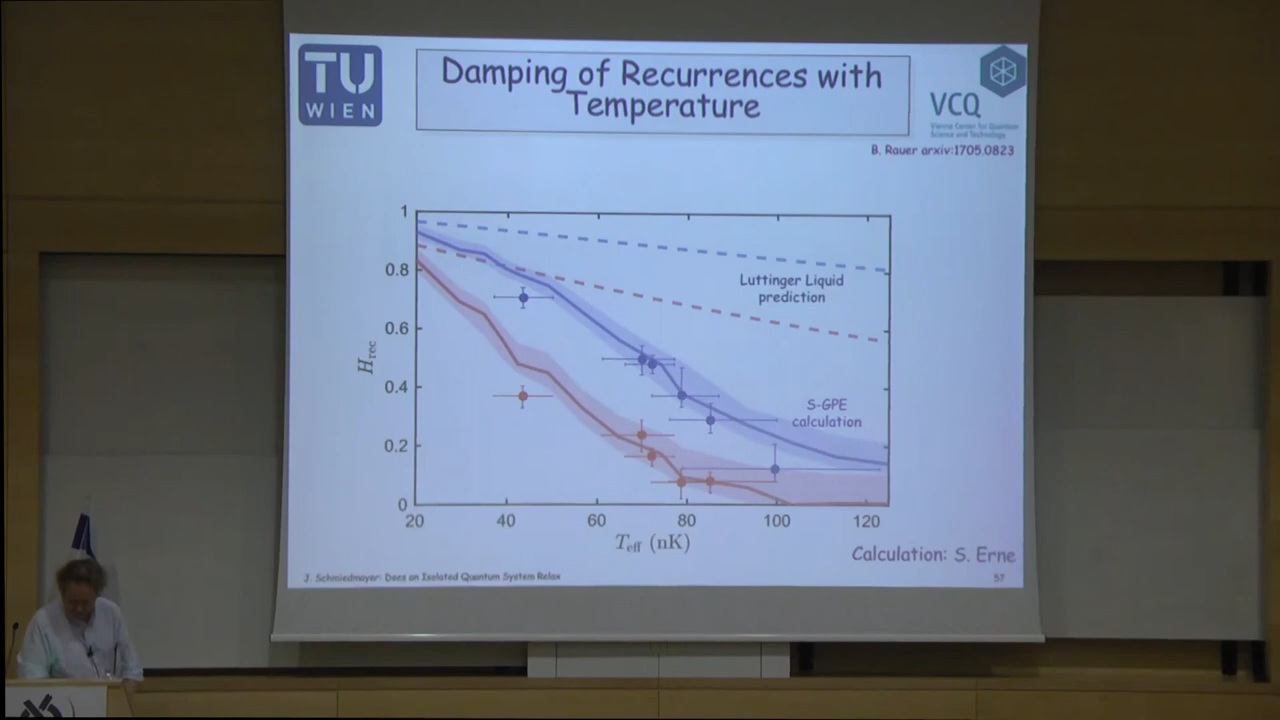 TU
WIEN
Damping of Recurrences with
Temperature
VCQ
Vienna Center for Quantum
Science and Technology
B. Rauer arxiv:1705.0823
1
0.8
0.6
0.4
0.2
0
H_rec
Luttinger Liquid
prediction
S-GPE
calculation
20 40 60 80 100 120
T_eff (nK)
Calculation: S. Erne
J. Schmiedmayer: Does an Isolated Quantum System Relax
57